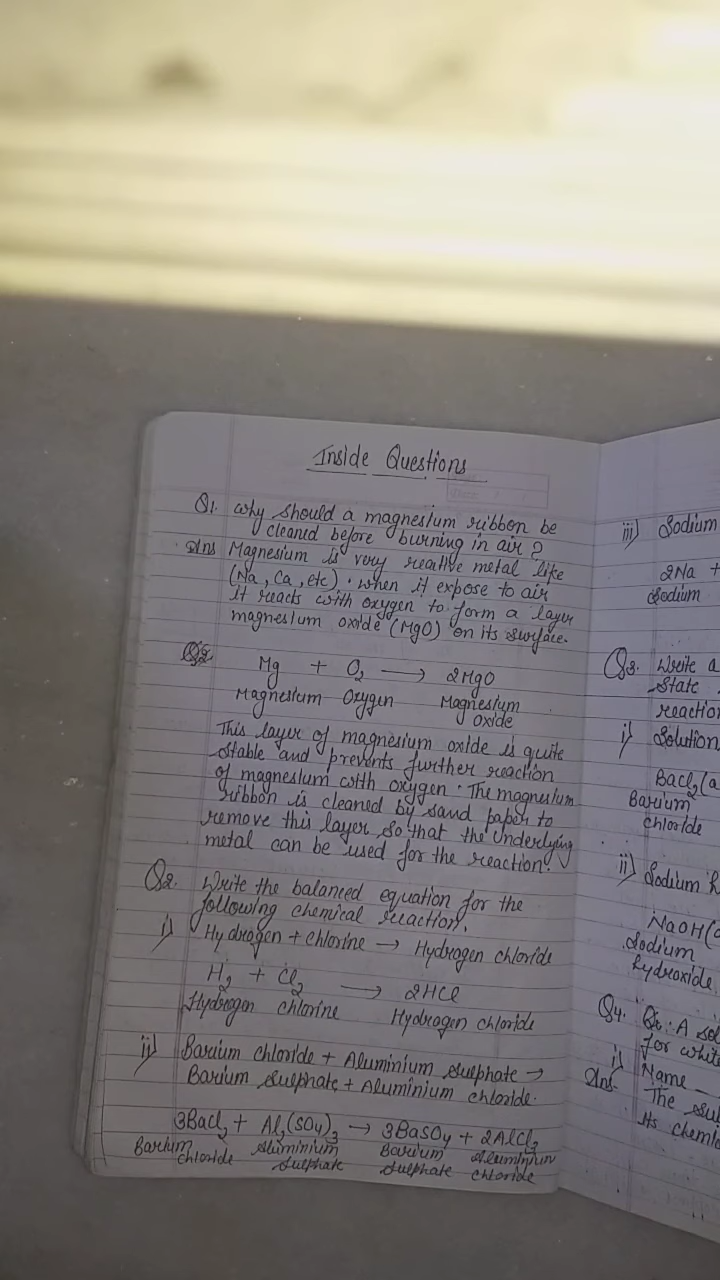 Inside Questions
Q1. why should a magnesium ribbon be
cleaned before burning in air?
Ans Magnesium is very reactive metal like
(Na, Ca, etc). when it expose to air
it reacts with oxygen to form a layer
magnesium oxide (MgO) on its surface.
Mg + O₂ → 2MgO
Magnesium Oxygen Magnesium
oxide
This layer of magnesium oxide is quite
stable and prevents further reaction
of magnesium with oxygen. The magnesium
ribbon is cleaned by sand paper to
remove this layer so that the underlying
metal can be used for the reaction.
Q2. Write the balanced equation for the
following chemical reaction.
i) Hydrogen + chlorine → Hydrogen chloride
H₂ + Cl₂ → 2HCl
Hydrogen chlorine Hydrogen chloride
ii) Barium chloride + Aluminium sulphate →
Barium sulphate + Aluminium chloride.
3BaCl₂ + Al₂(SO₄)₃ → 3BaSO₄ + 2AlCl₃
Barium Aluminium Barium Aluminium
chloride sulphate sulphate chloride
iii) Sodium
2Na +
Sodium
Q3. Write a
State
reaction
i) Solution
BaCl₂(a
Barium
chloride
ii) Sodium h
NaOH(a
Sodium
hydroxide
Q4. A sol
for white
i) Name
Ans The su
Its chemic